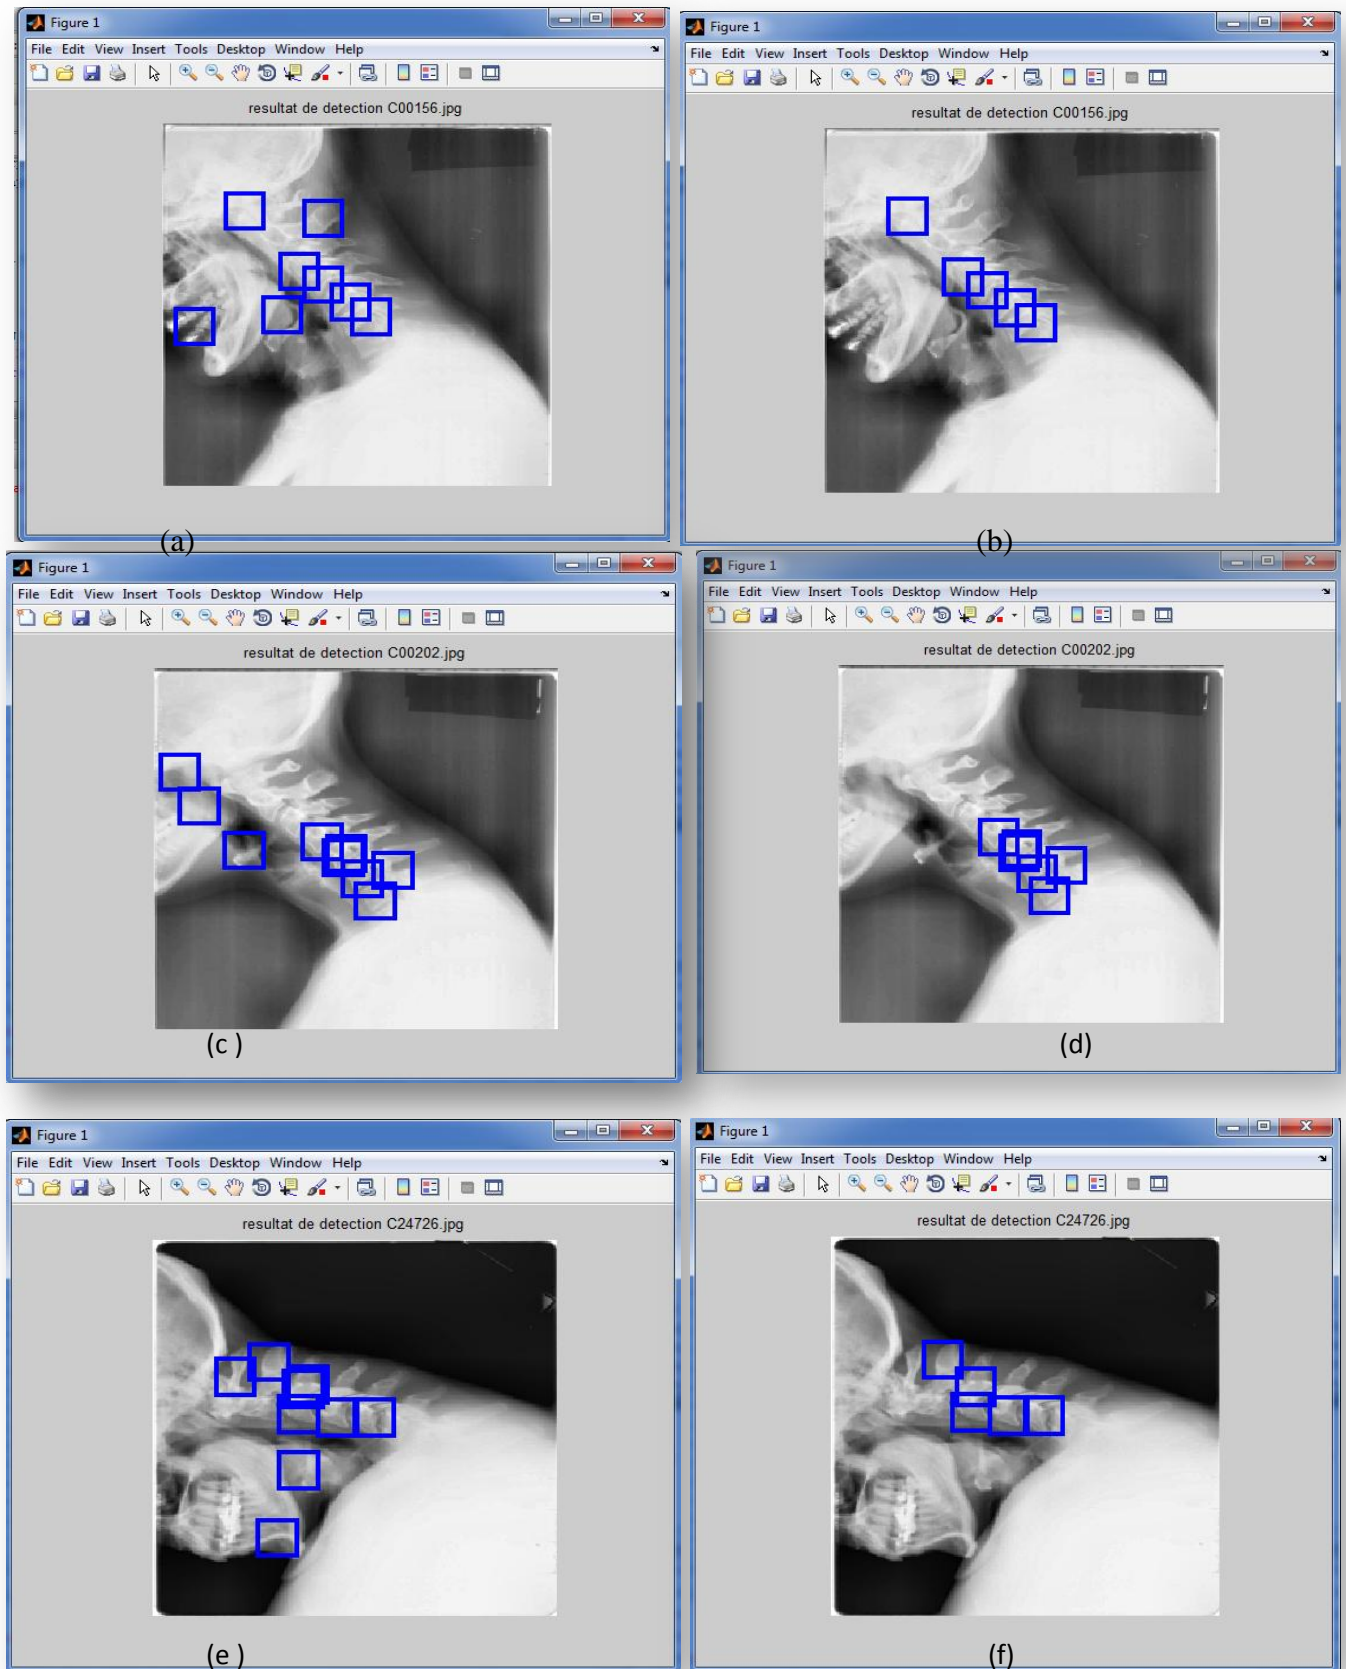 Figure 1
File Edit View Insert Tools Desktop Window Help
resultat de detection C00156.jpg
(a)
Figure 1
File Edit View Insert Tools Desktop Window Help
resultat de detection C00156.jpg
(b)
Figure 1
File Edit View Insert Tools Desktop Window Help
resultat de detection C00202.jpg
(c )
Figure 1
File Edit View Insert Tools Desktop Window Help
resultat de detection C00202.jpg
(d)
Figure 1
File Edit View Insert Tools Desktop Window Help
resultat de detection C24726.jpg
(e )
Figure 1
File Edit View Insert Tools Desktop Window Help
resultat de detection C24726.jpg
(f)